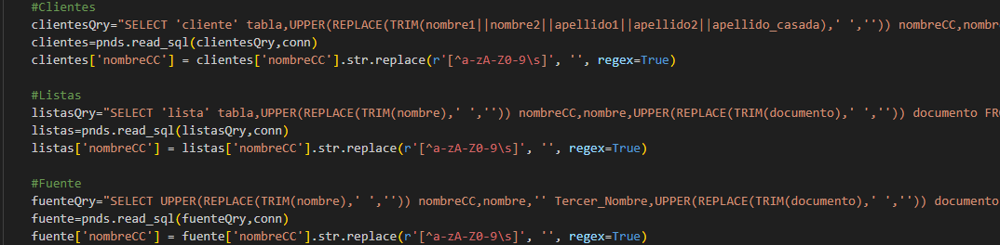 #Clientes
clientesQry="SELECT 'cliente' tabla,UPPER(REPLACE(TRIM(nombre1||nombre2||apellido1||apellido2||apellido_casada),' ','')) nombreCC,nombre
clientes=pnds.read_sql(clientesQry,conn)
clientes['nombreCC'] = clientes['nombreCC'].str.replace(r'[^a-zA-Z0-9\s]', '', regex=True)
#Listas
listasQry="SELECT 'lista' tabla,UPPER(REPLACE(TRIM(nombre),' ','')) nombreCC,nombre,UPPER(REPLACE(TRIM(documento),' ','')) documento FRO
listas=pnds.read_sql(listasQry,conn)
listas['nombreCC'] = listas['nombreCC'].str.replace(r'[^a-zA-Z0-9\s]', '', regex=True)
#Fuente
fuenteQry="SELECT UPPER(REPLACE(TRIM(nombre),' ','')) nombreCC,nombre,'' Tercer_Nombre,UPPER(REPLACE(TRIM(documento),' ','')) documento
fuente=pnds.read_sql(fuenteQry,conn)
fuente['nombreCC'] = fuente['nombreCC'].str.replace(r'[^a-zA-Z0-9\s]', '', regex=True)